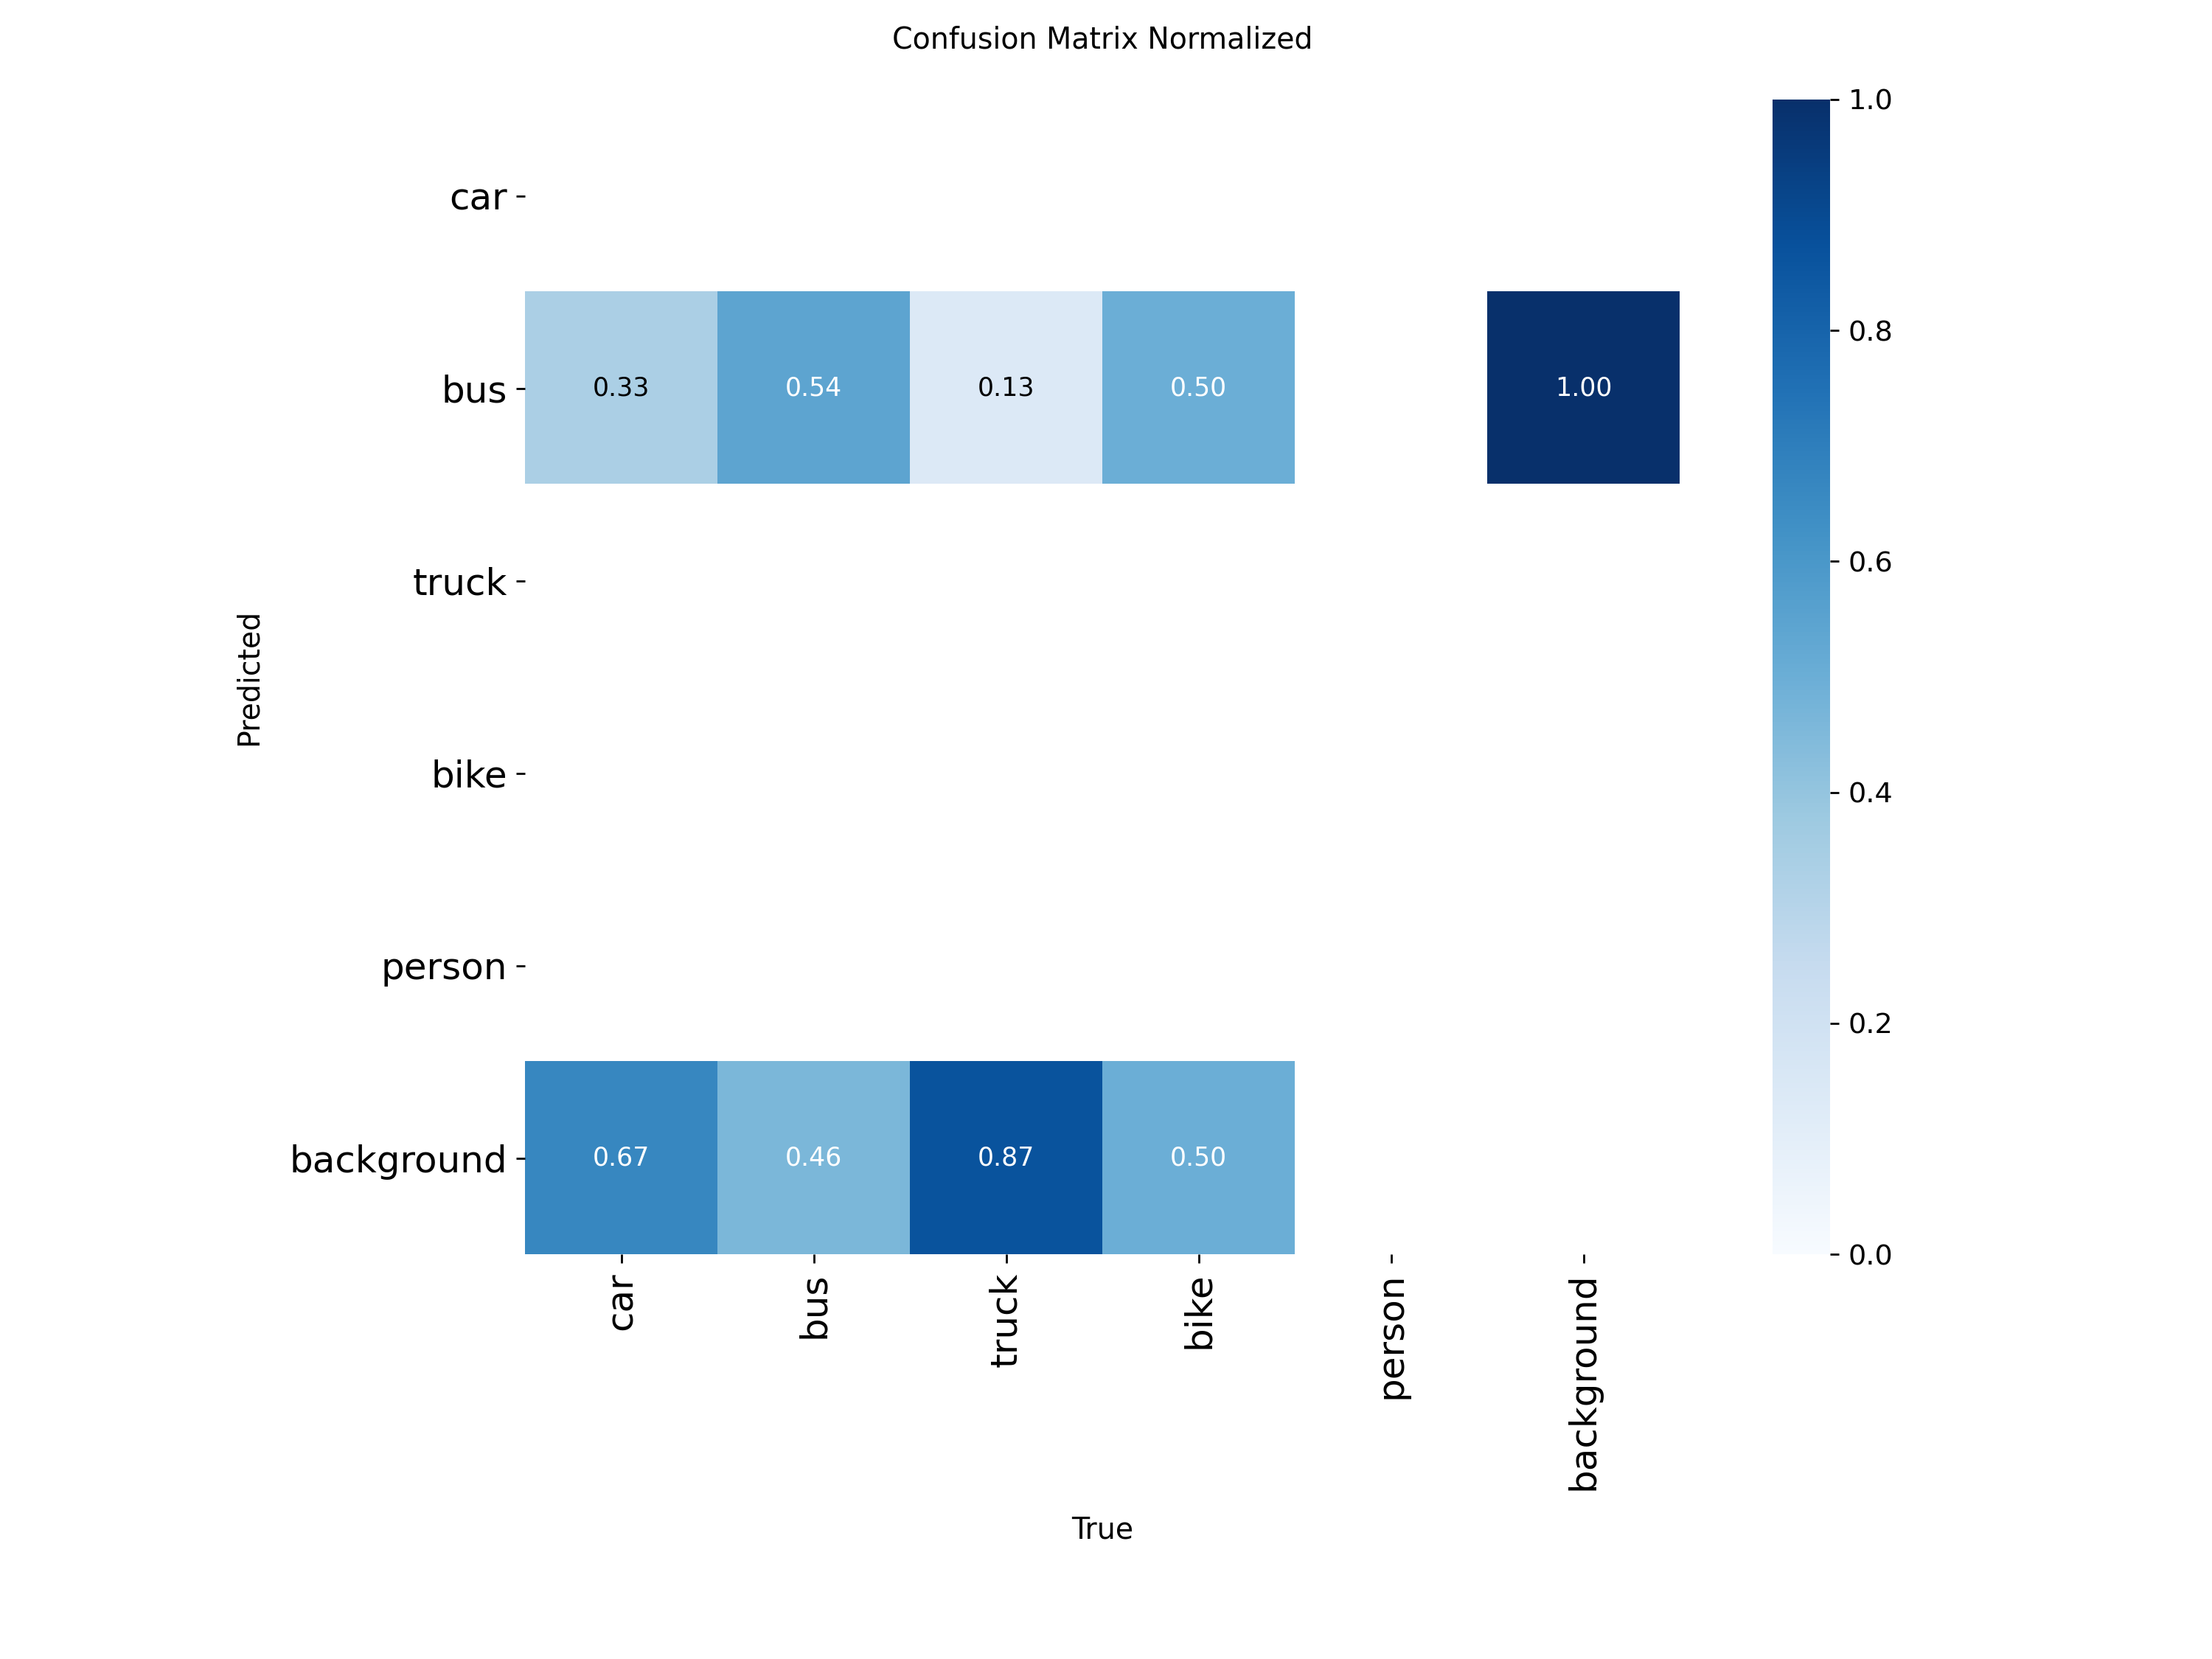 Confusion Matrix Normalized
1.0
car
bus
0.33 0.54 0.13 0.50 1.00
0.8
truck
0.6
Predicted
bike
0.4
person
0.2
background
0.67 0.46 0.87 0.50
0.0
car
bus
truck
bike
person
background
True